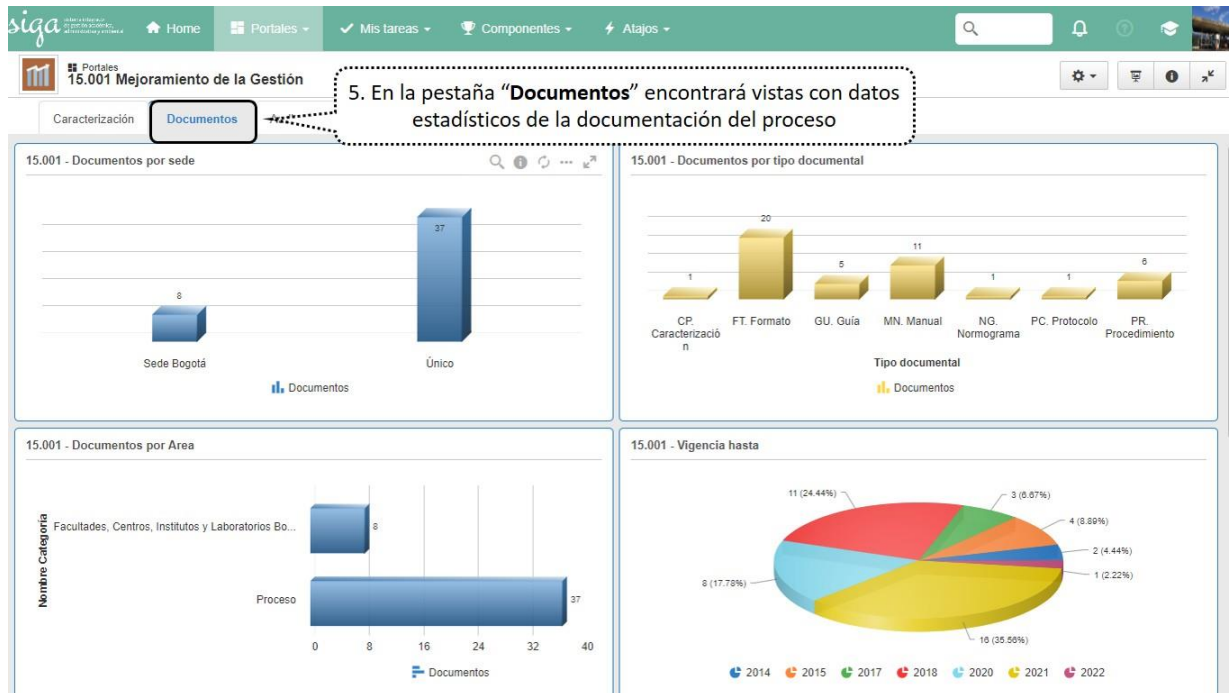 siga
Home
Portales
Mis tareas
Componentes
Atajos
Portales
15.001 Mejoramiento de la Gestión
5. En la pestaña “Documentos” encontrará vistas con datos
estadísticos de la documentación del proceso
Caracterización
Documentos
15.001 - Documentos por sede
37
8
Sede Bogotá
Único
Documentos
15.001 - Documentos por tipo documental
1
20
5
11
1
1
6
CP.
Caracterizació
n
FT. Formato
GU. Guía
MN. Manual
NG.
Normograma
PC. Protocolo
PR.
Procedimiento
Tipo documental
Documentos
15.001 - Documentos por Area
Nombre Categoría
Facultades, Centros, Institutos y Laboratorios Bo...
8
Proceso
37
0
8
16
24
32
40
Documentos
15.001 - Vigencia hasta
11 (24.44%)
3 (6.67%)
4 (8.89%)
2 (4.44%)
1 (2.22%)
8 (17.78%)
16 (35.56%)
2014
2015
2017
2018
2020
2021
2022